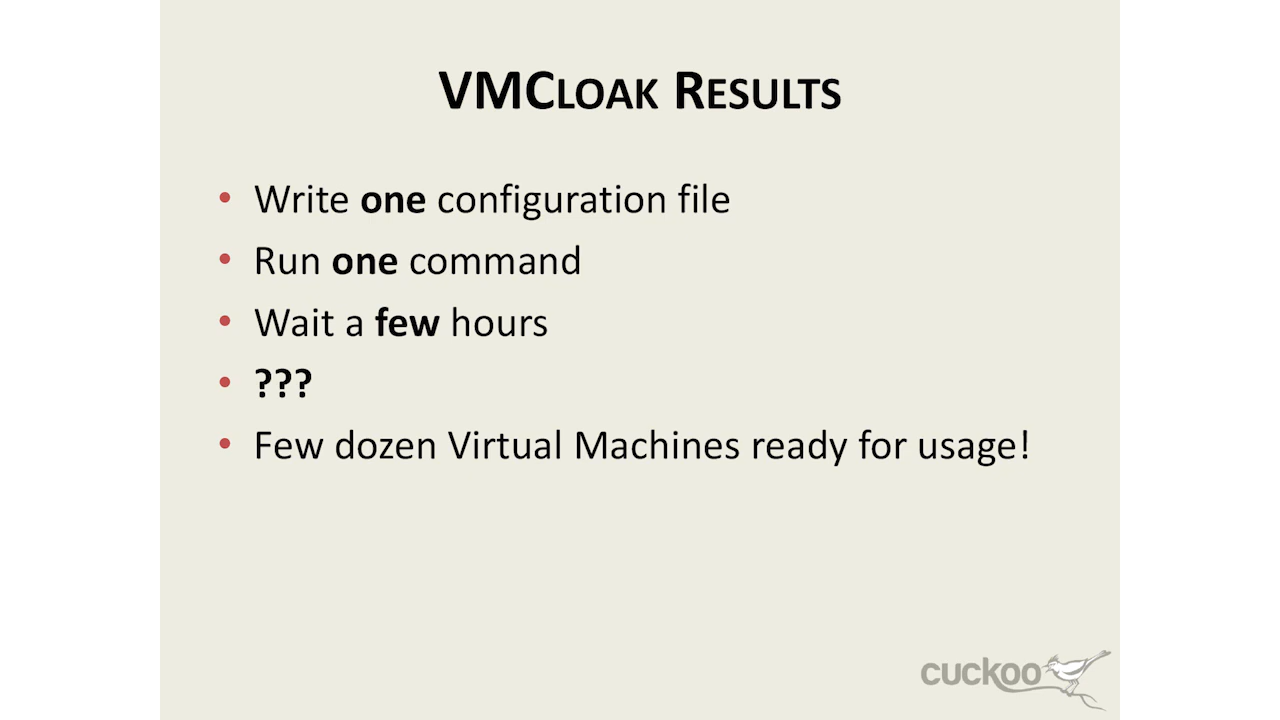 VMCloak Results
• Write one configuration file
• Run one command
• Wait a few hours
• ???
• Few dozen Virtual Machines ready for usage!
cuckoo